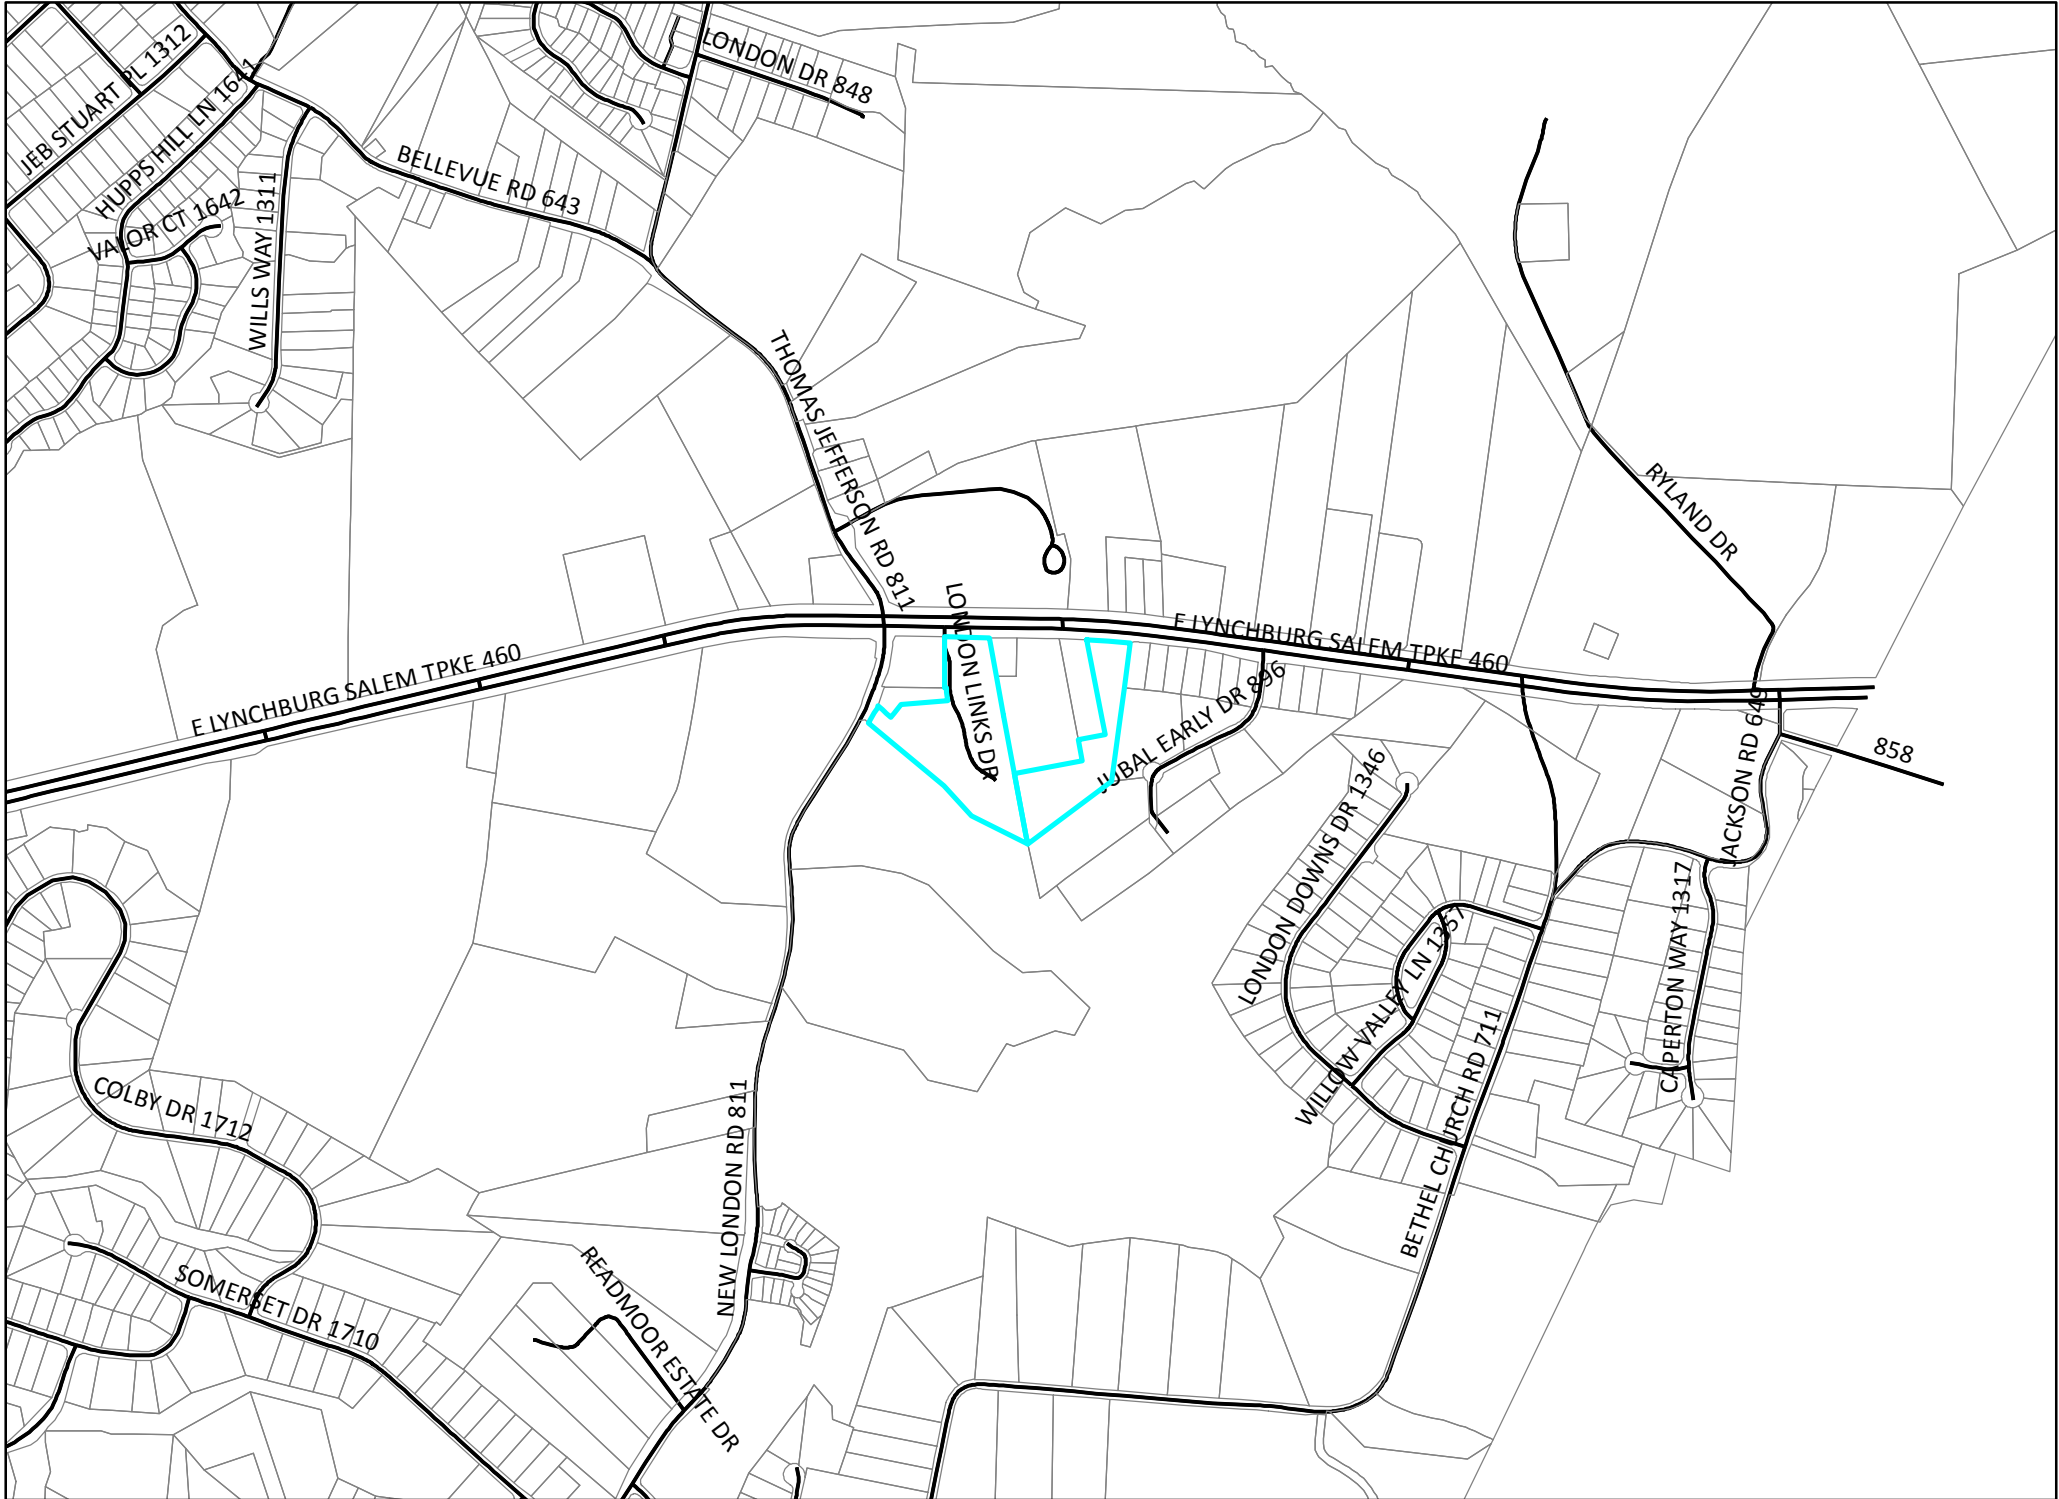 JEB STUART PL 1312
LONDON DR 848
HUPPS HILL LN 1641
BELLEVUE RD 643
VALOR CT 1642
WILLS WAY 1311
THOMAS JEFFERSON RD 811
RYLAND DR
LONDON LINKS DR
E LYNCHBURG SALEM TPKE 460
E LYNCHBURG SALEM TPKE 460
JUBAL EARLY DR 896
JACKSON RD 649
858
LONDON DOWNS DR 1346
CAPERTON WAY 1317
WILLOW VALLEY LN 1357
BETHEL CHURCH RD 711
COLBY DR 1712
NEW LONDON RD 811
SOMERSET DR 1710
READMOOR ESTATE DR